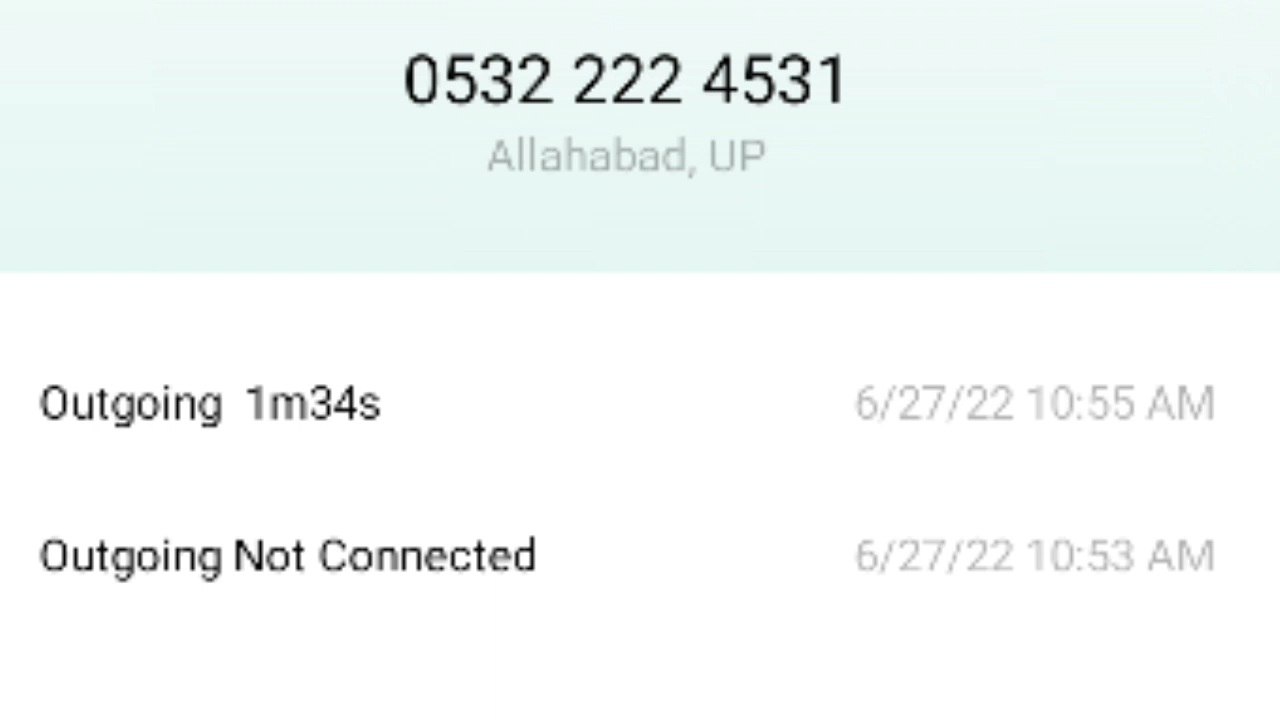 0532 222 4531
Allahabad, UP
Outgoing 1m34s
6/27/22 10:55 AM
Outgoing Not Connected
6/27/22 10:53 AM